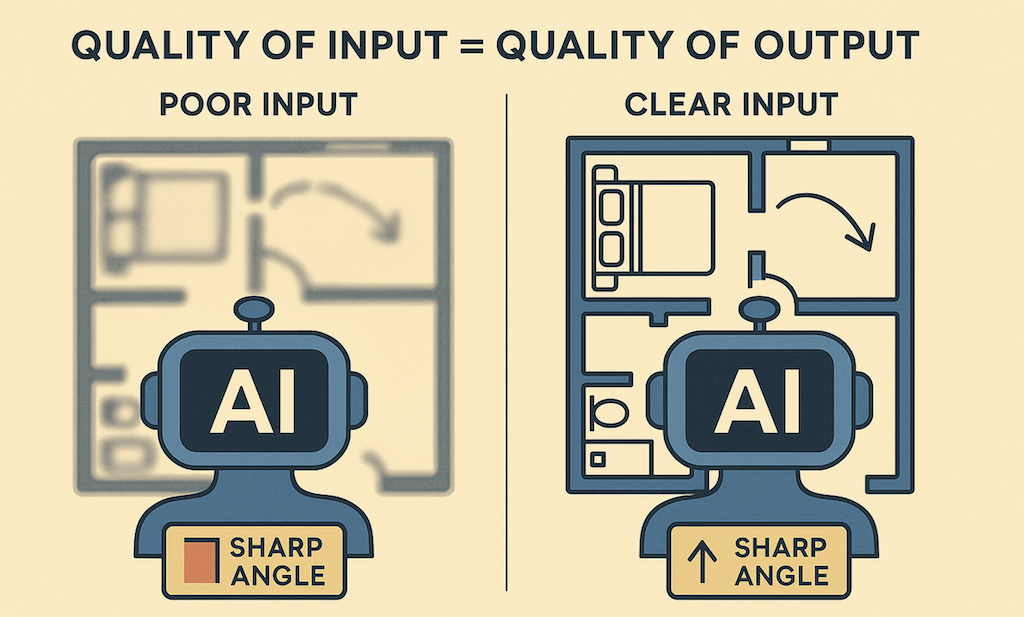 QUALITY OF INPUT = QUALITY OF OUTPUT
POOR INPUT
CLEAR INPUT
AI
AI
SHARP
ANGLE
SHARP
ANGLE